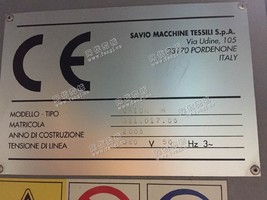 CE
SAVIO MACCHINE TESSILI S.p.A.
Via Udine, 105
33170 PORDENONE
ITALY
MODELLO - TIPO
MATRICOLA
ANNO DI COSTRUZIONE
TENSIONE DI LINEA V 50 Hz 3~